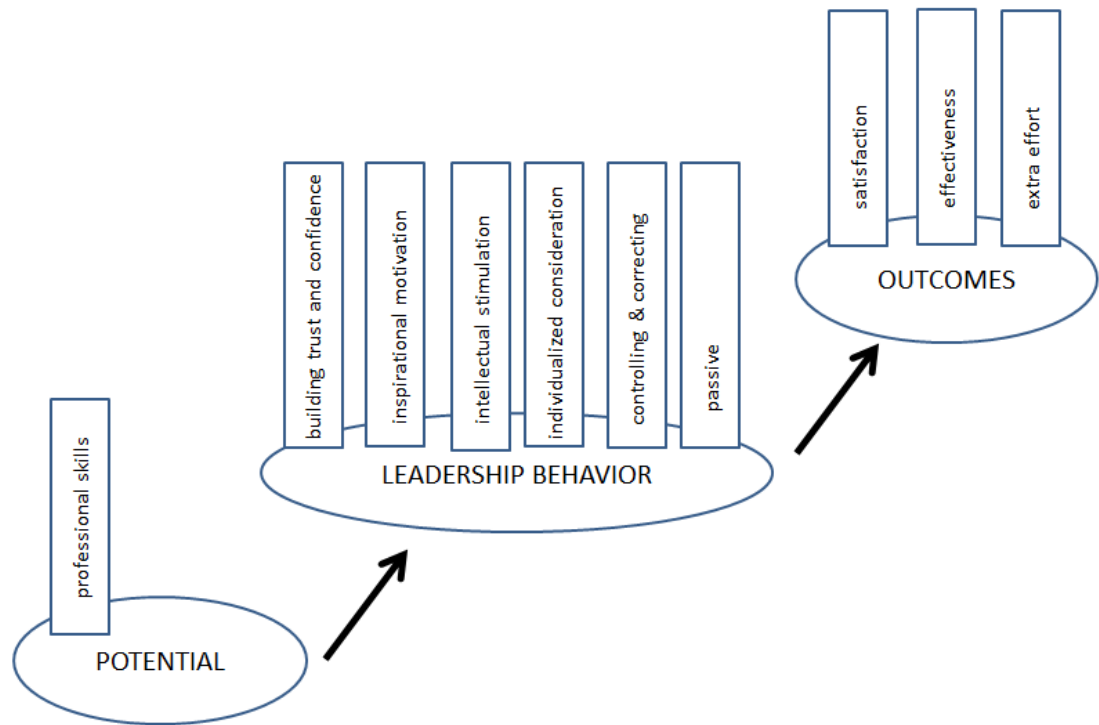 satisfaction
effectiveness
extra effort
OUTCOMES
building trust and confidence
inspirational motivation
intellectual stimulation
individualized consideration
controlling & correcting
passive
LEADERSHIP BEHAVIOR
professional skills
POTENTIAL